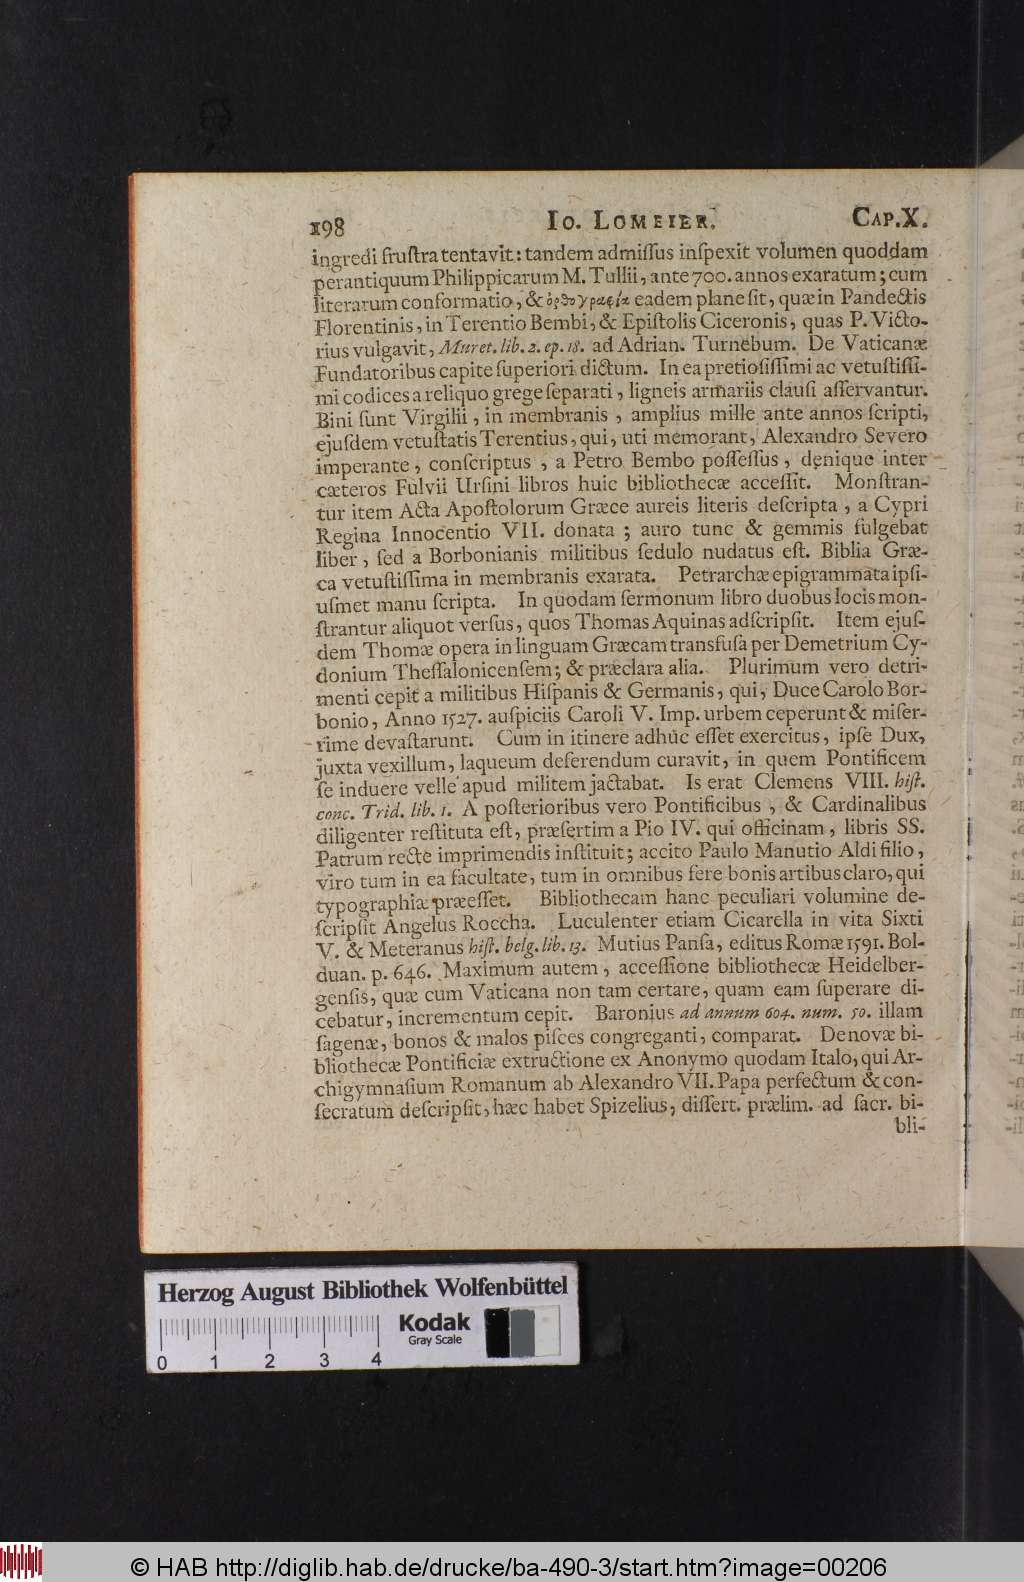 198 IO. LOMEIER. CAP.X.
ingredi fruſtra tentavit: tandem admiſſus inſpexit volumen quoddam
perantiquum Philippicarum M. Tullii, ante 700. annos exaratum; cum
literarum conformatio, & ὀρθογραφία eadem plane ſit, quæ in Pandectis
Florentinis, in Terentio Bembi, & Epiſtolis Ciceronis, quas P. Victo-
rius vulgavit, Muret. lib. 2. ep. 18. ad Adrian. Turnebum. De Vaticanæ
Fundatoribus capite ſuperiori dictum. In ea pretioſiſſimi ac vetuſtiſſi-
mi codices a reliquo grege ſeparati, ligneis armariis clauſi aſſervantur.
Bini ſunt Virgilii, in membranis, amplius mille ante annos ſcripti,
ejuſdem vetuſtatis Terentius, qui, uti memorant, Alexandro Severo
imperante, conſcriptus, a Petro Bembo poſſeſſus, denique inter
cæteros Fulvii Urſini libros huic bibliothecæ acceſſit. Monſtran-
tur item Acta Apoſtolorum Græce aureis literis deſcripta, a Cypri
Regina Innocentio VII. donata; auro tunc & gemmis fulgebat
liber, ſed a Borbonianis militibus ſedulo nudatus eſt. Biblia Græ-
ca vetuſtiſſima in membranis exarata. Petrarchæ epigrammata ipſi-
uſmet manu ſcripta. In quodam ſermonum libro duobus locis mon-
ſtrantur aliquot verſus, quos Thomas Aquinas adſcripſit. Item ejuſ-
dem Thomæ opera in linguam Græcam transfuſa per Demetrium Cy-
donium Theſſalonicenſem; & præclara alia. Plurimum vero detri-
menti cepit a militibus Hiſpanis & Germanis, qui, Duce Carolo Bor-
bonio, Anno 1527. auſpiciis Caroli V. Imp. urbem ceperunt & miſer-
rime devaſtarunt. Cum in itinere adhuc eſſet exercitus, ipſe Dux,
juxta vexillum, laqueum deferendum curavit, in quem Pontificem
ſe induere velle apud militem jactabat. Is erat Clemens VIII. hiſt.
conc. Trid. lib. 1. A poſterioribus vero Pontificibus, & Cardinalibus
diligenter reſtituta eſt, præſertim a Pio IV. qui officinam, libris SS.
Patrum recte imprimendis inſtituit; accito Paulo Manutio Aldi filio,
viro tum in ea facultate, tum in omnibus fere bonis artibus claro, qui
typographiæ præeſſet. Bibliothecam hanc peculiari volumine de-
ſcripſit Angelus Roccha. Luculenter etiam Cicarella in vita Sixti
V. & Meteranus hiſt. belg. lib. 13. Mutius Panſa, editus Romæ 1591. Bol-
duan. p. 646. Maximum autem, acceſſione bibliothecæ Heidelber-
genſis, quæ cum Vaticana non tam certare, quam eam ſuperare di-
cebatur, incrementum cepit. Baronius ad annum 604. num. 50. illam
ſagenæ, bonos & malos piſces congreganti, comparat. De novæ bi-
bliothecæ Pontificiæ extructione ex Anonymo quodam Italo, qui Ar-
chigymnaſium Romanum ab Alexandro VII. Papa perfectum & con-
ſecratum deſcripſit, hæc habet Spizelius, diſſert. prælim. ad ſacr. bi-
bli-
Herzog August Bibliothek Wolfenbüttel
Kodak
Gray Scale
0 1 2 3 4
© HAB http://diglib.hab.de/drucke/ba-490-3/start.htm?image=00206